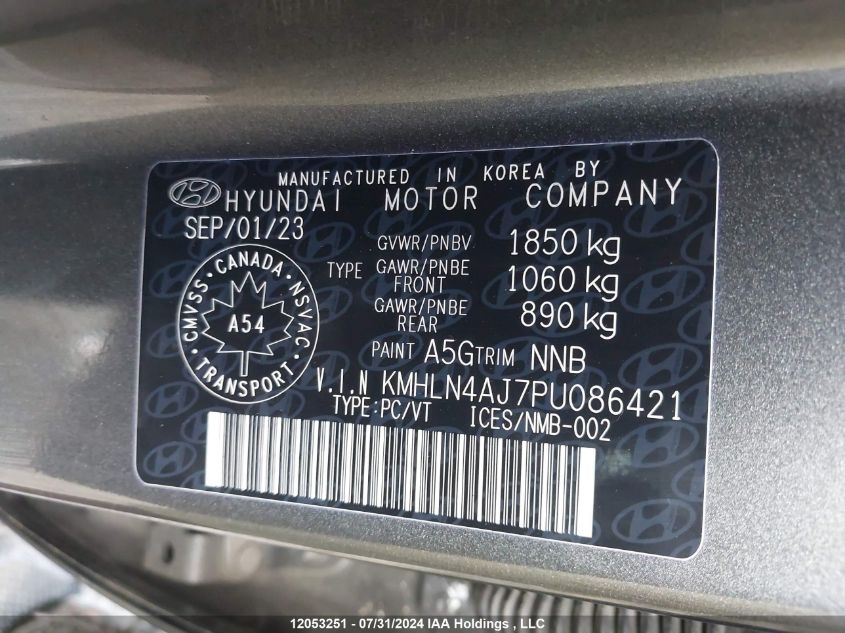 MANUFACTURED IN KOREA BY
HYUNDAI MOTOR COMPANY
SEP/01/23
GVWR/PNBV 1850 kg
TYPE GAWR/PNBE FRONT 1060 kg
GAWR/PNBE REAR 890 kg
CMVSS • CANADA • NSVAC • TRANSPORT •
A54
PAINT A5G TRIM NNB
V.I.N KMHLN4AJ7PU086421
TYPE:PC/VT ICES/NMB-002
12053251 - 07/31/2024 IAA Holdings , LLC